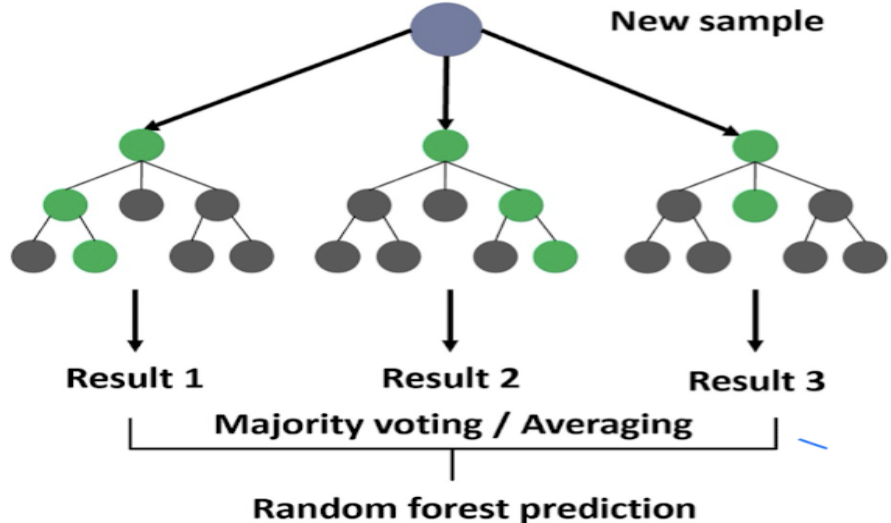 New sample
Result 1
Result 2
Result 3
Majority voting / Averaging
Random forest prediction